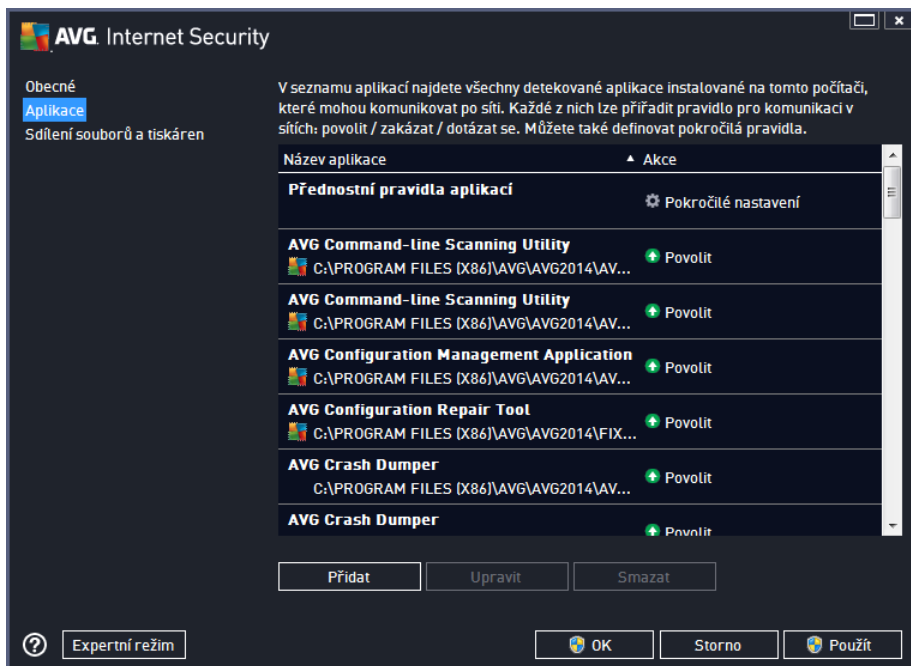 AVG. Internet Security
Obecné
Aplikace
Sdílení souborů a tiskáren
V seznamu aplikací najdete všechny detekované aplikace instalované na tomto počítači,
které mohou komunikovat po síti. Každé z nich lze přiřadit pravidlo pro komunikaci v
sítích: povolit / zakázat / dotázat se. Můžete také definovat pokročilá pravidla.
Název aplikace Akce
Přednostní pravidla aplikací
Pokročilé nastavení
AVG Command-line Scanning Utility
C:\PROGRAM FILES (X86)\AVG\AVG2014\AV... Povolit
AVG Command-line Scanning Utility
C:\PROGRAM FILES (X86)\AVG\AVG2014\AV... Povolit
AVG Configuration Management Application
C:\PROGRAM FILES (X86)\AVG\AVG2014\AV... Povolit
AVG Configuration Repair Tool
C:\PROGRAM FILES (X86)\AVG\AVG2014\FIX... Povolit
AVG Crash Dumper
C:\PROGRAM FILES (X86)\AVG\AVG2014\AV... Povolit
AVG Crash Dumper
Povolit
Přidat Upravit Smazat
Expertní režim OK Storno Použít